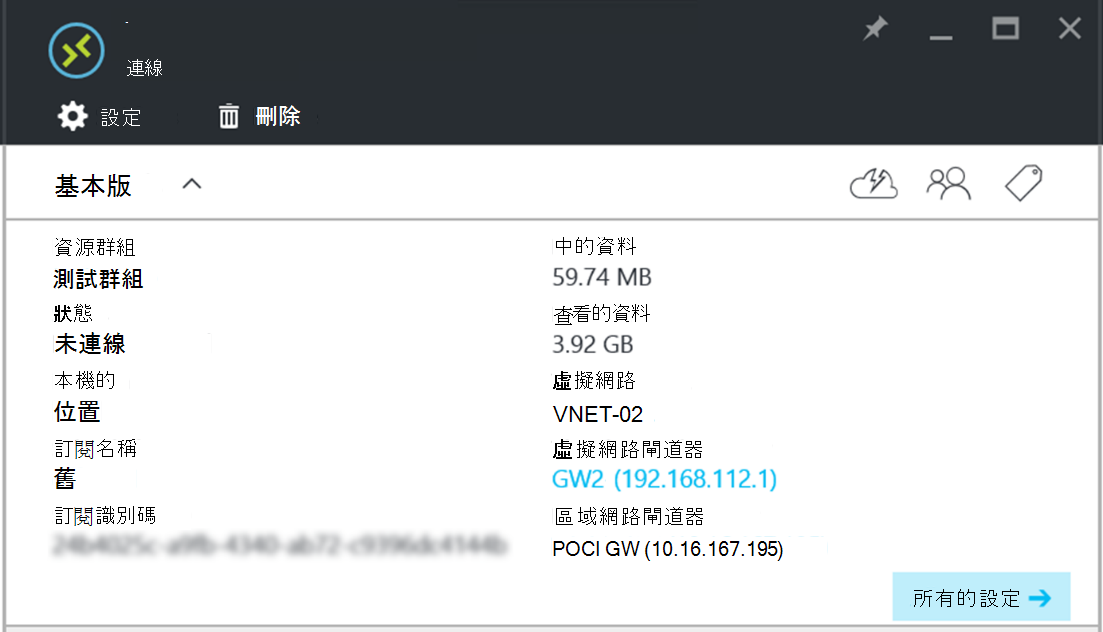 連線
設定
刪除
基本版
資源群組
測試群組
狀態
未連線
本機的
位置
訂閱名稱
舊
訂閱識別碼
中的資料
59.74 MB
查看的資料
3.92 GB
虛擬網路
VNET-02
虛擬網路閘道器
GW2 (192.168.112.1)
區域網路閘道器
POCI GW (10.16.167.195)
所有的設定